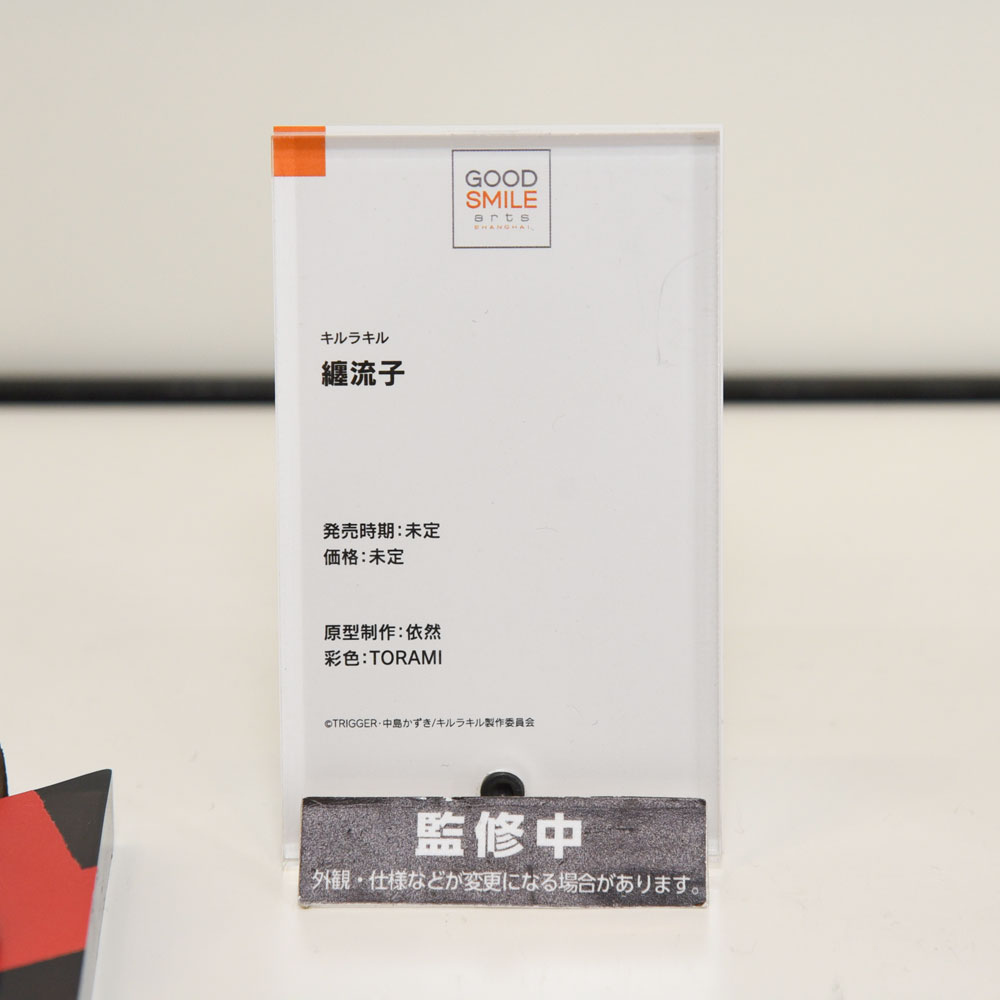 GOOD
SMILE
arts
SHANGHAI
キルラキル
纏流子
発売時期：未定
価格：未定
原型制作：依然
彩色：TORAMI
©TRIGGER・中島かずき/キルラキル製作委員会
監修中
外観・仕様などが変更になる場合があります。